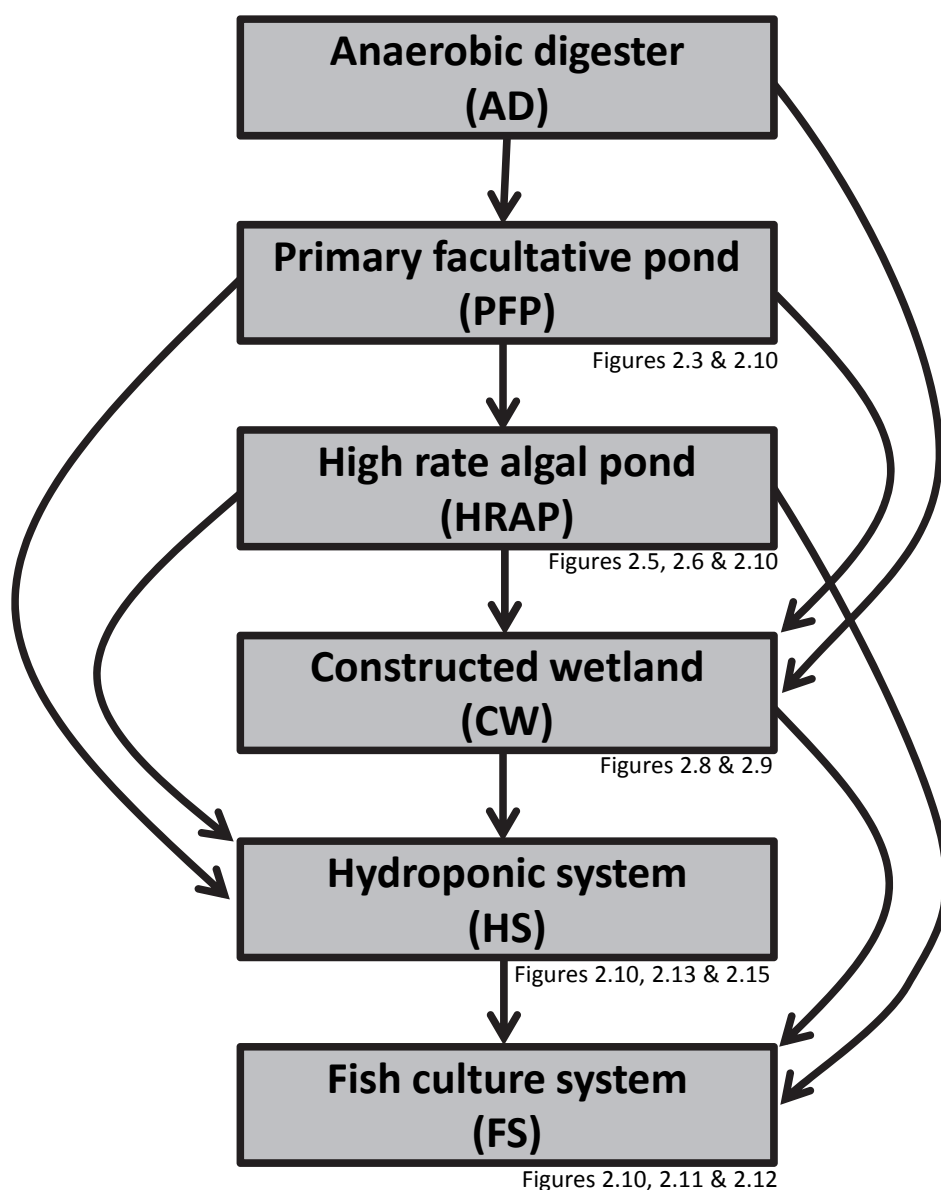 Anaerobic digester
(AD)
Primary facultative pond
(PFP)
Figures 2.3 & 2.10
High rate algal pond
(HRAP)
Figures 2.5, 2.6 & 2.10
Constructed wetland
(CW)
Figures 2.8 & 2.9
Hydroponic system
(HS)
Figures 2.10, 2.13 & 2.15
Fish culture system
(FS)
Figures 2.10, 2.11 & 2.12